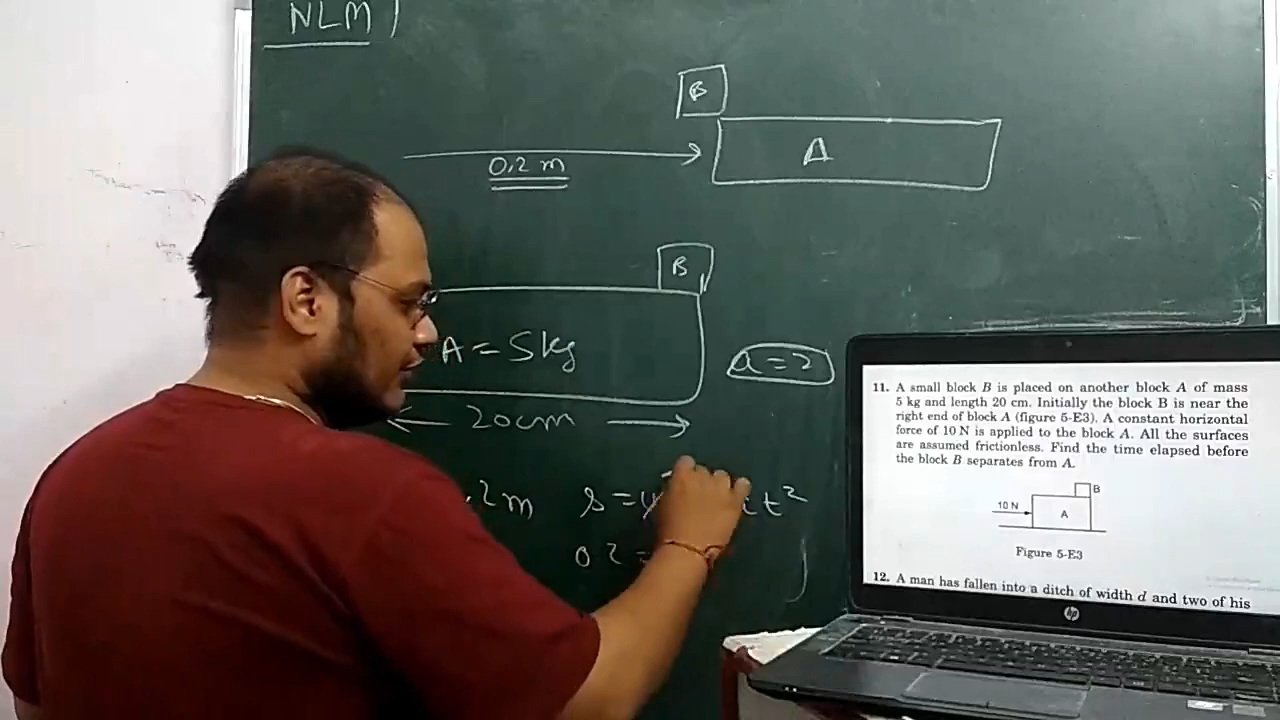 NLM
B
A
0.2 m
B
A = 5kg
a = 2
20cm
.2m s = u t²
0 2 =
11. A small block B is placed on another block A of mass
5 kg and length 20 cm. Initially the block B is near the
right end of block A (figure 5-E3). A constant horizontal
force of 10 N is applied to the block A. All the surfaces
are assumed frictionless. Find the time elapsed before
the block B separates from A.
B
10 N
A
Figure 5-E3
12. A man has fallen into a ditch of width d and two of his
hp